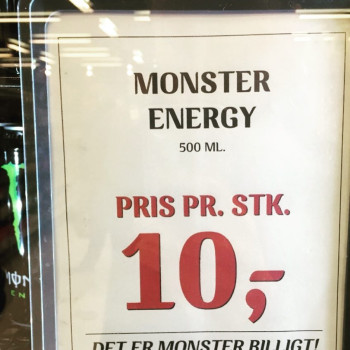 MONSTER
ENERGY
500 ML.
PRIS PR. STK.
10,-
DET ER MONSTER BILLIGT!